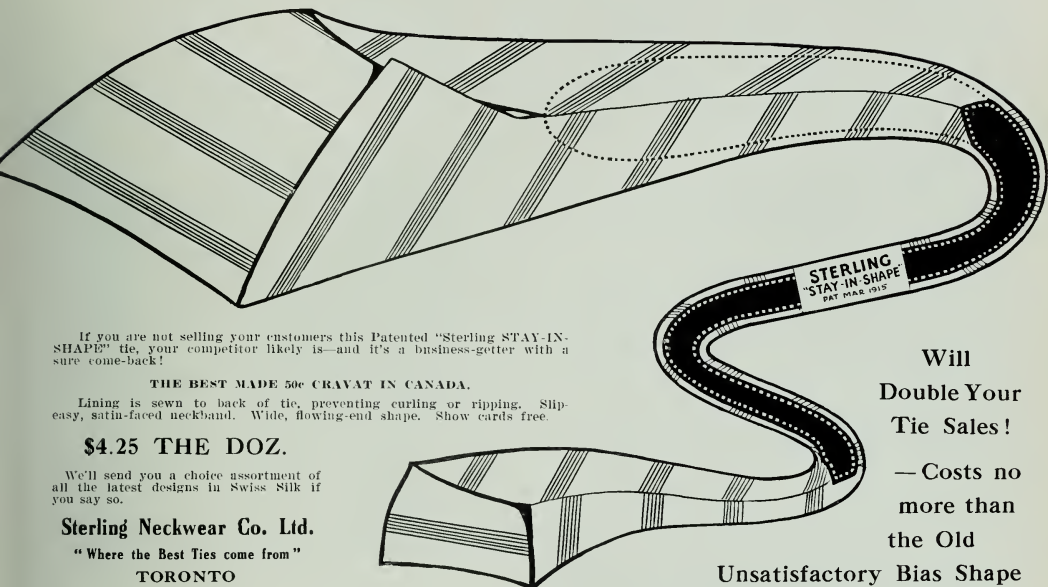 STERLING
"STAY-IN-SHAPE"
PAT MAR 1915
If you are not selling your customers this Patented "Sterling STAY-IN-
SHAPE" tie, your competitor likely is—and it's a business-getter with a
sure come-back!
THE BEST MADE 50c CRAVAT IN CANADA.
Lining is sewn to back of tie, preventing curling or ripping. Slip-
easy, satin-faced neckband. Wide, flowing-end shape. Show cards free.
$4.25 THE DOZ.
We'll send you a choice assortment of
all the latest designs in Swiss Silk if
you say so.
Sterling Neckwear Co. Ltd.
"Where the Best Ties come from"
TORONTO
Will
Double Your
Tie Sales!
— Costs no
more than
the Old
Unsatisfactory Bias Shape